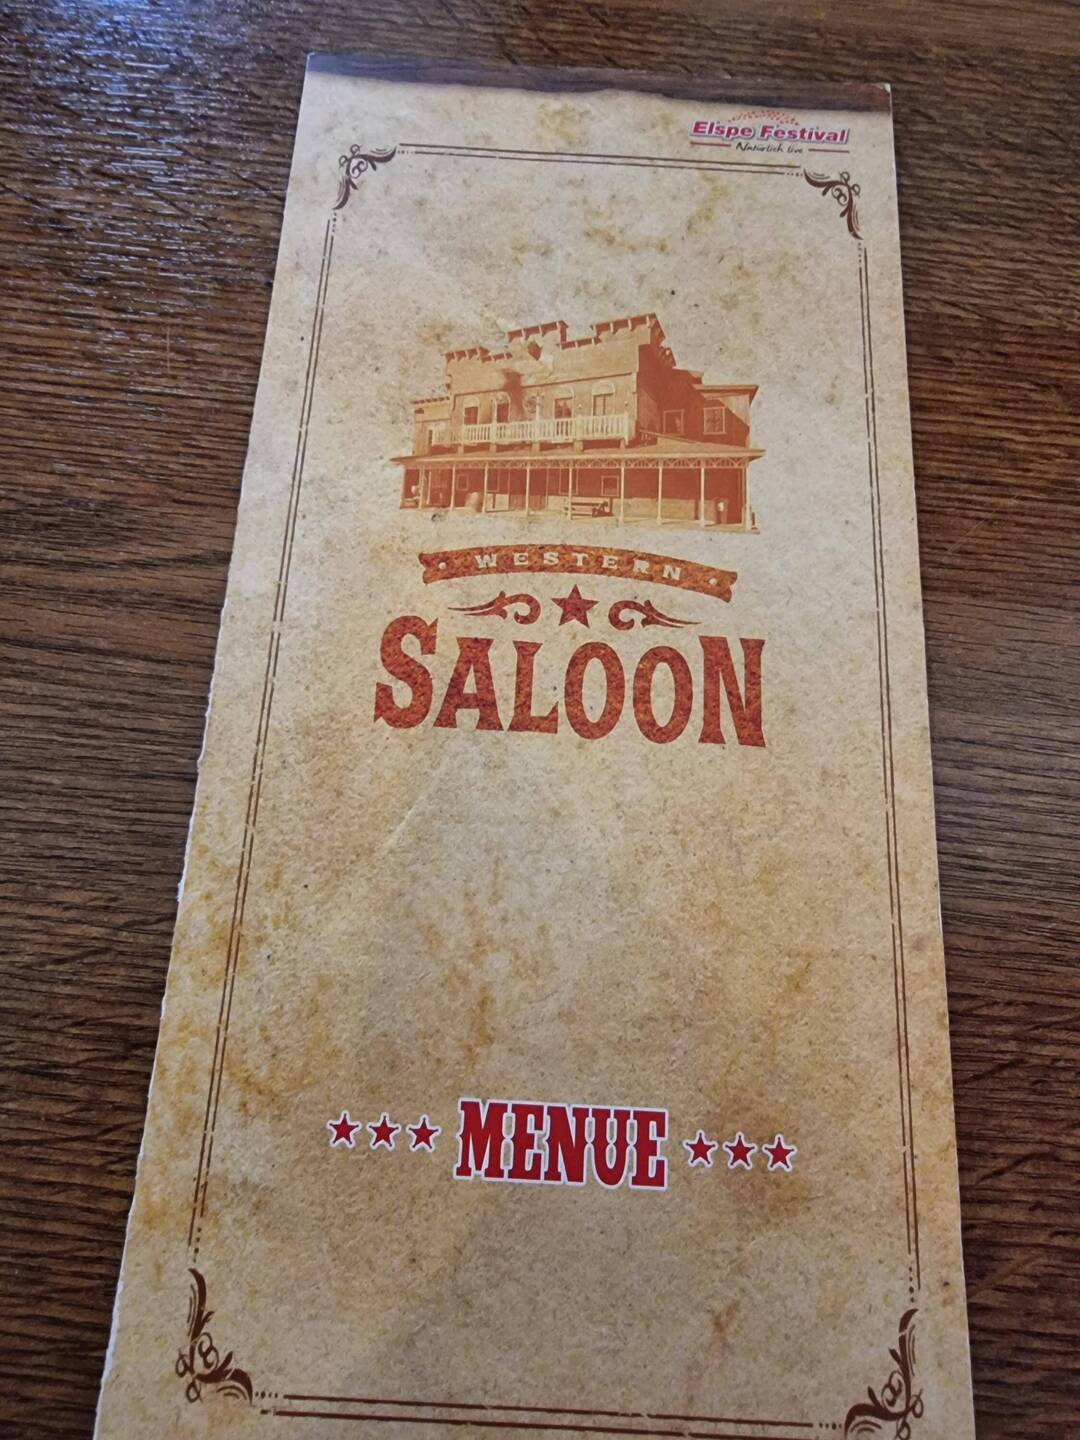 Elspe Festival
Natürlich live
WESTERN
SALOON
MENUE